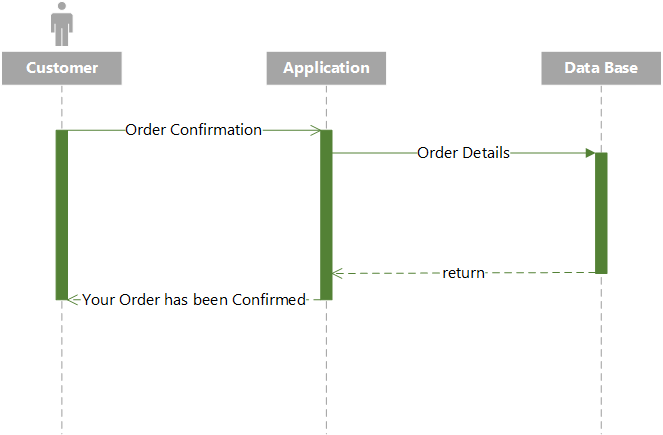 Customer
Application
Data Base
Order Confirmation
Order Details
return
Your Order has been Confirmed